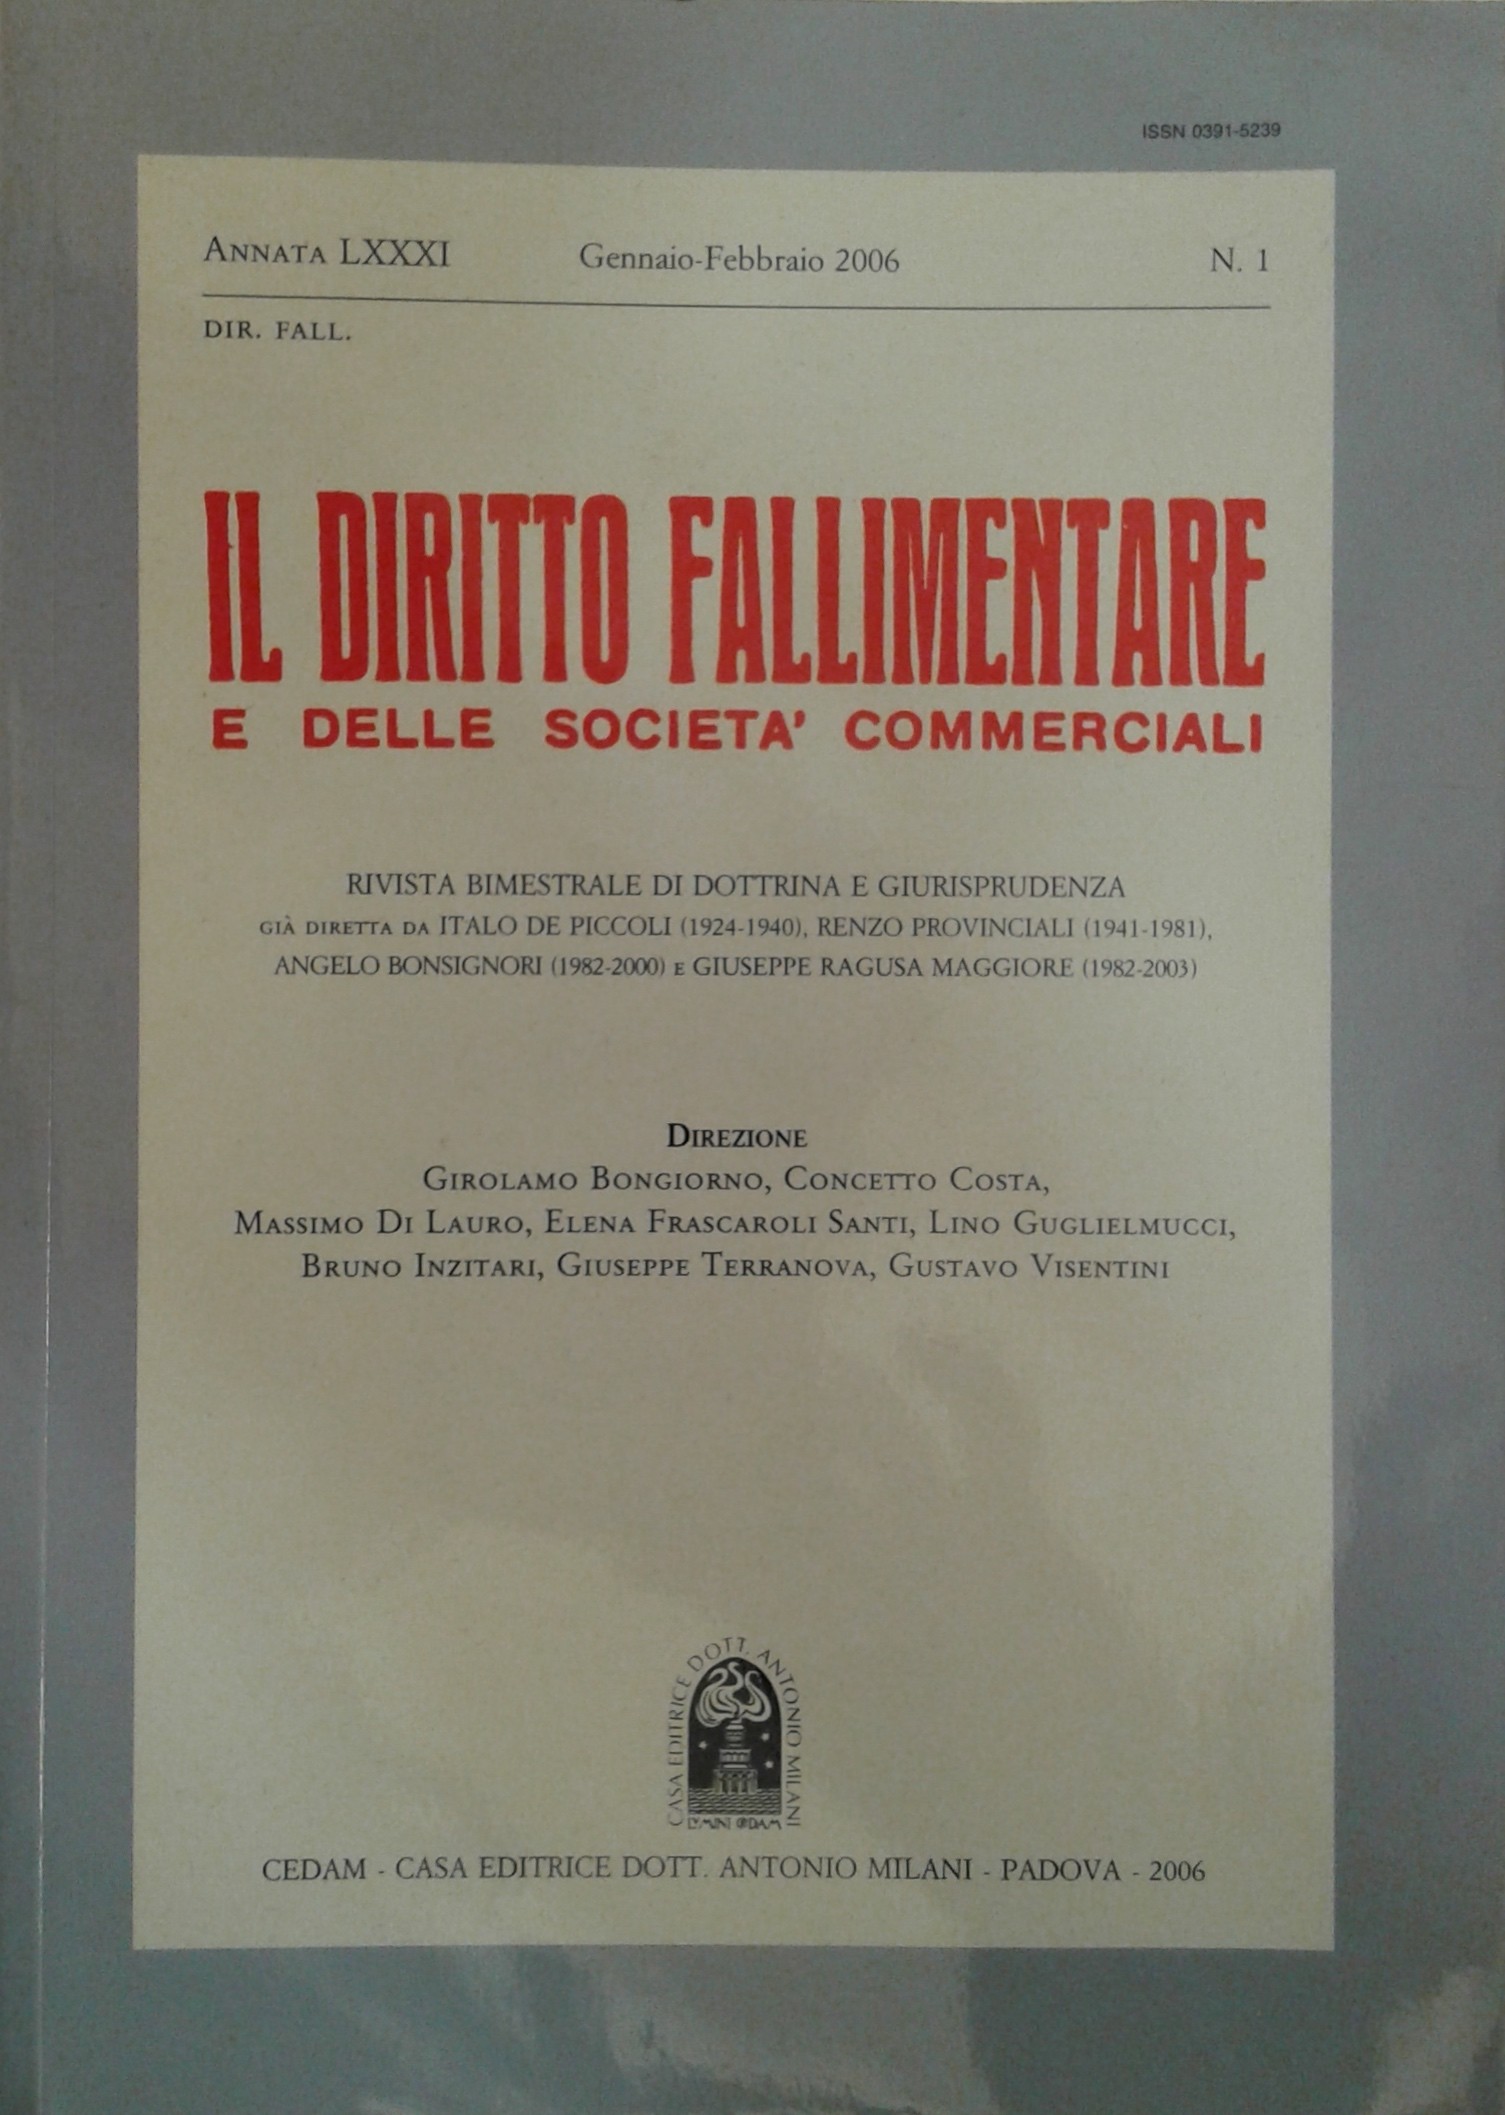 ISSN 0391-5239
ANNATA LXXXI Gennaio-Febbraio 2006 N. 1
DIR. FALL.
IL DIRITTO FALLIMENTARE
E DELLE SOCIETA' COMMERCIALI
RIVISTA BIMESTRALE DI DOTTRINA E GIURISPRUDENZA
GIÀ DIRETTA DA ITALO DE PICCOLI (1924-1940), RENZO PROVINCIALI (1941-1981),
ANGELO BONSIGNORI (1982-2000) E GIUSEPPE RAGUSA MAGGIORE (1982-2003)
DIREZIONE
GIROLAMO BONGIORNO, CONCETTO COSTA,
MASSIMO DI LAURO, ELENA FRASCAROLI SANTI, LINO GUGLIELMUCCI,
BRUNO INZITARI, GIUSEPPE TERRANOVA, GUSTAVO VISENTINI
CASA EDITRICE DOTT. ANTONIO MILANI
CEDAM - CASA EDITRICE DOTT. ANTONIO MILANI - PADOVA - 2006